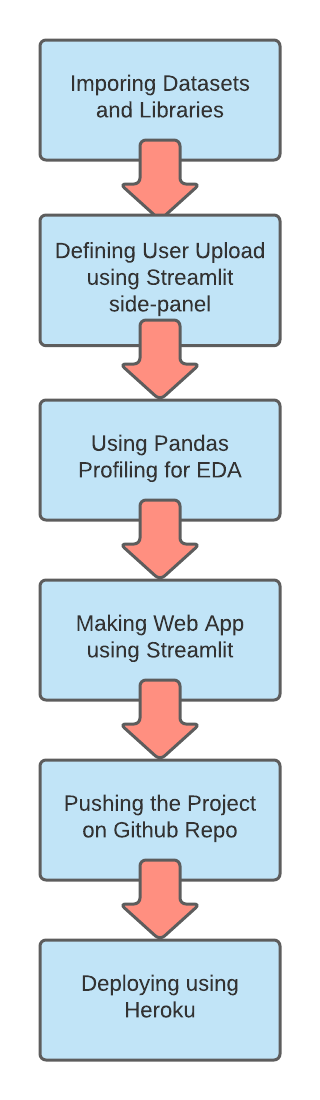 Imporing Datasets
and Libraries
Defining User Upload
using Streamlit
side-panel
Using Pandas
Profiling for EDA
Making Web App
using Streamlit
Pushing the Project
on Github Repo
Deploying using
Heroku